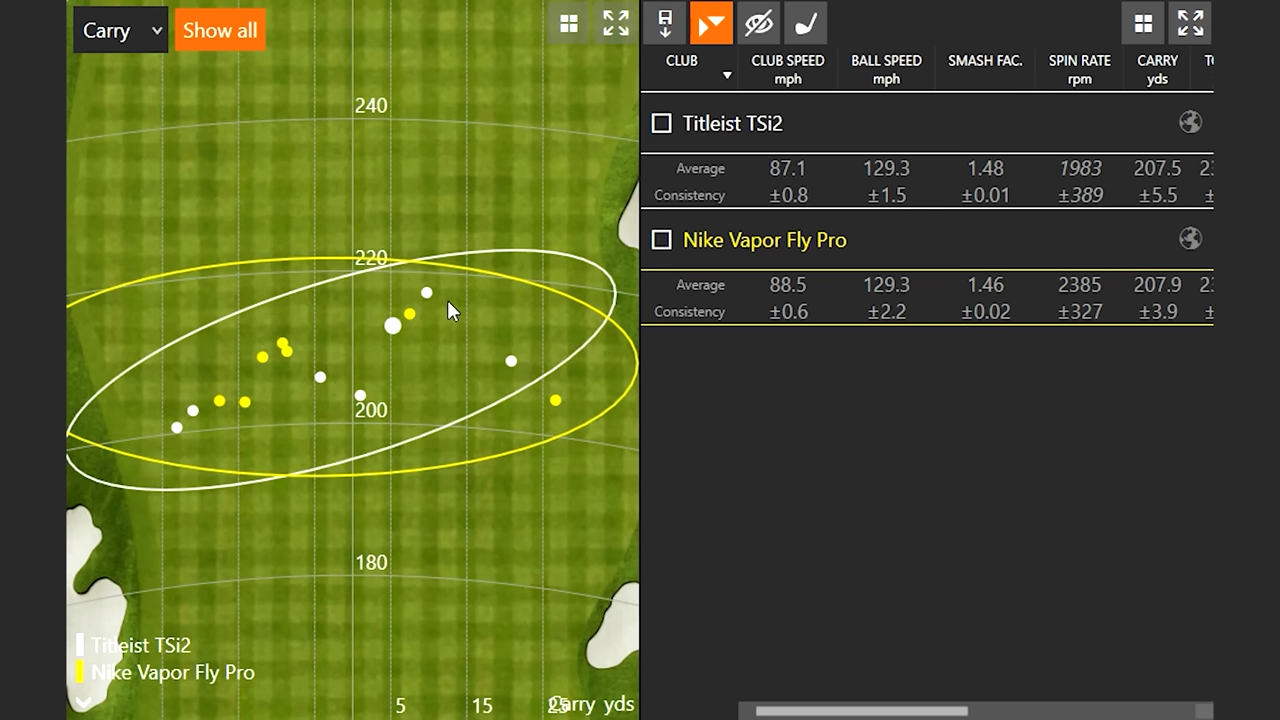 Carry
Show all
240
220
200
180
Titleist TSi2
Nike Vapor Fly Pro
5 15 25
Carry yds
CLUB CLUB SPEED mph BALL SPEED mph SMASH FAC. SPIN RATE rpm CARRY yds
Titleist TSi2
Average 87.1 129.3 1.48 1983 207.5
Consistency ±0.8 ±1.5 ±0.01 ±389 ±5.5 ±
Nike Vapor Fly Pro
Average 88.5 129.3 1.46 2385 207.9
Consistency ±0.6 ±2.2 ±0.02 ±327 ±3.9 ±